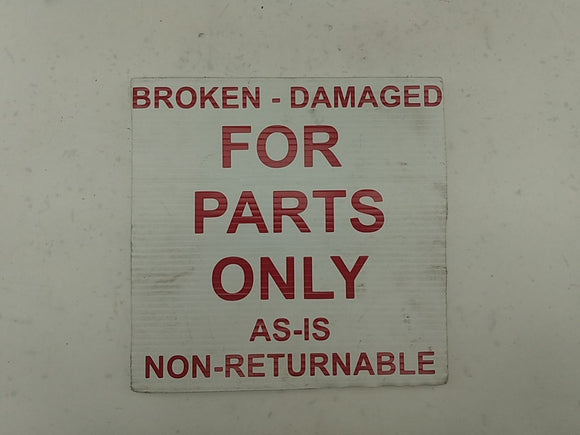 BROKEN - DAMAGED
FOR
PARTS
ONLY
AS-IS
NON-RETURNABLE